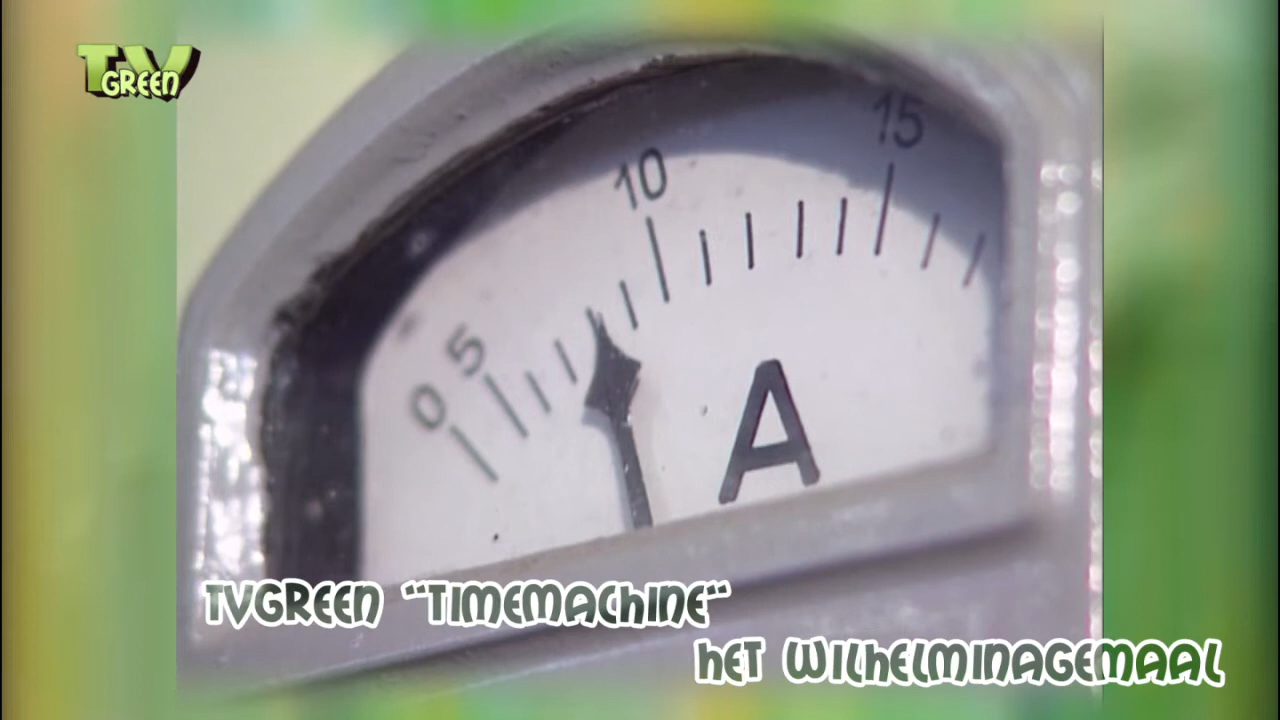 TV
GREEN
0 5 10 15
A
TVGREEN "TIMEMACHINE"
HET WILHELMINAGEMAAL